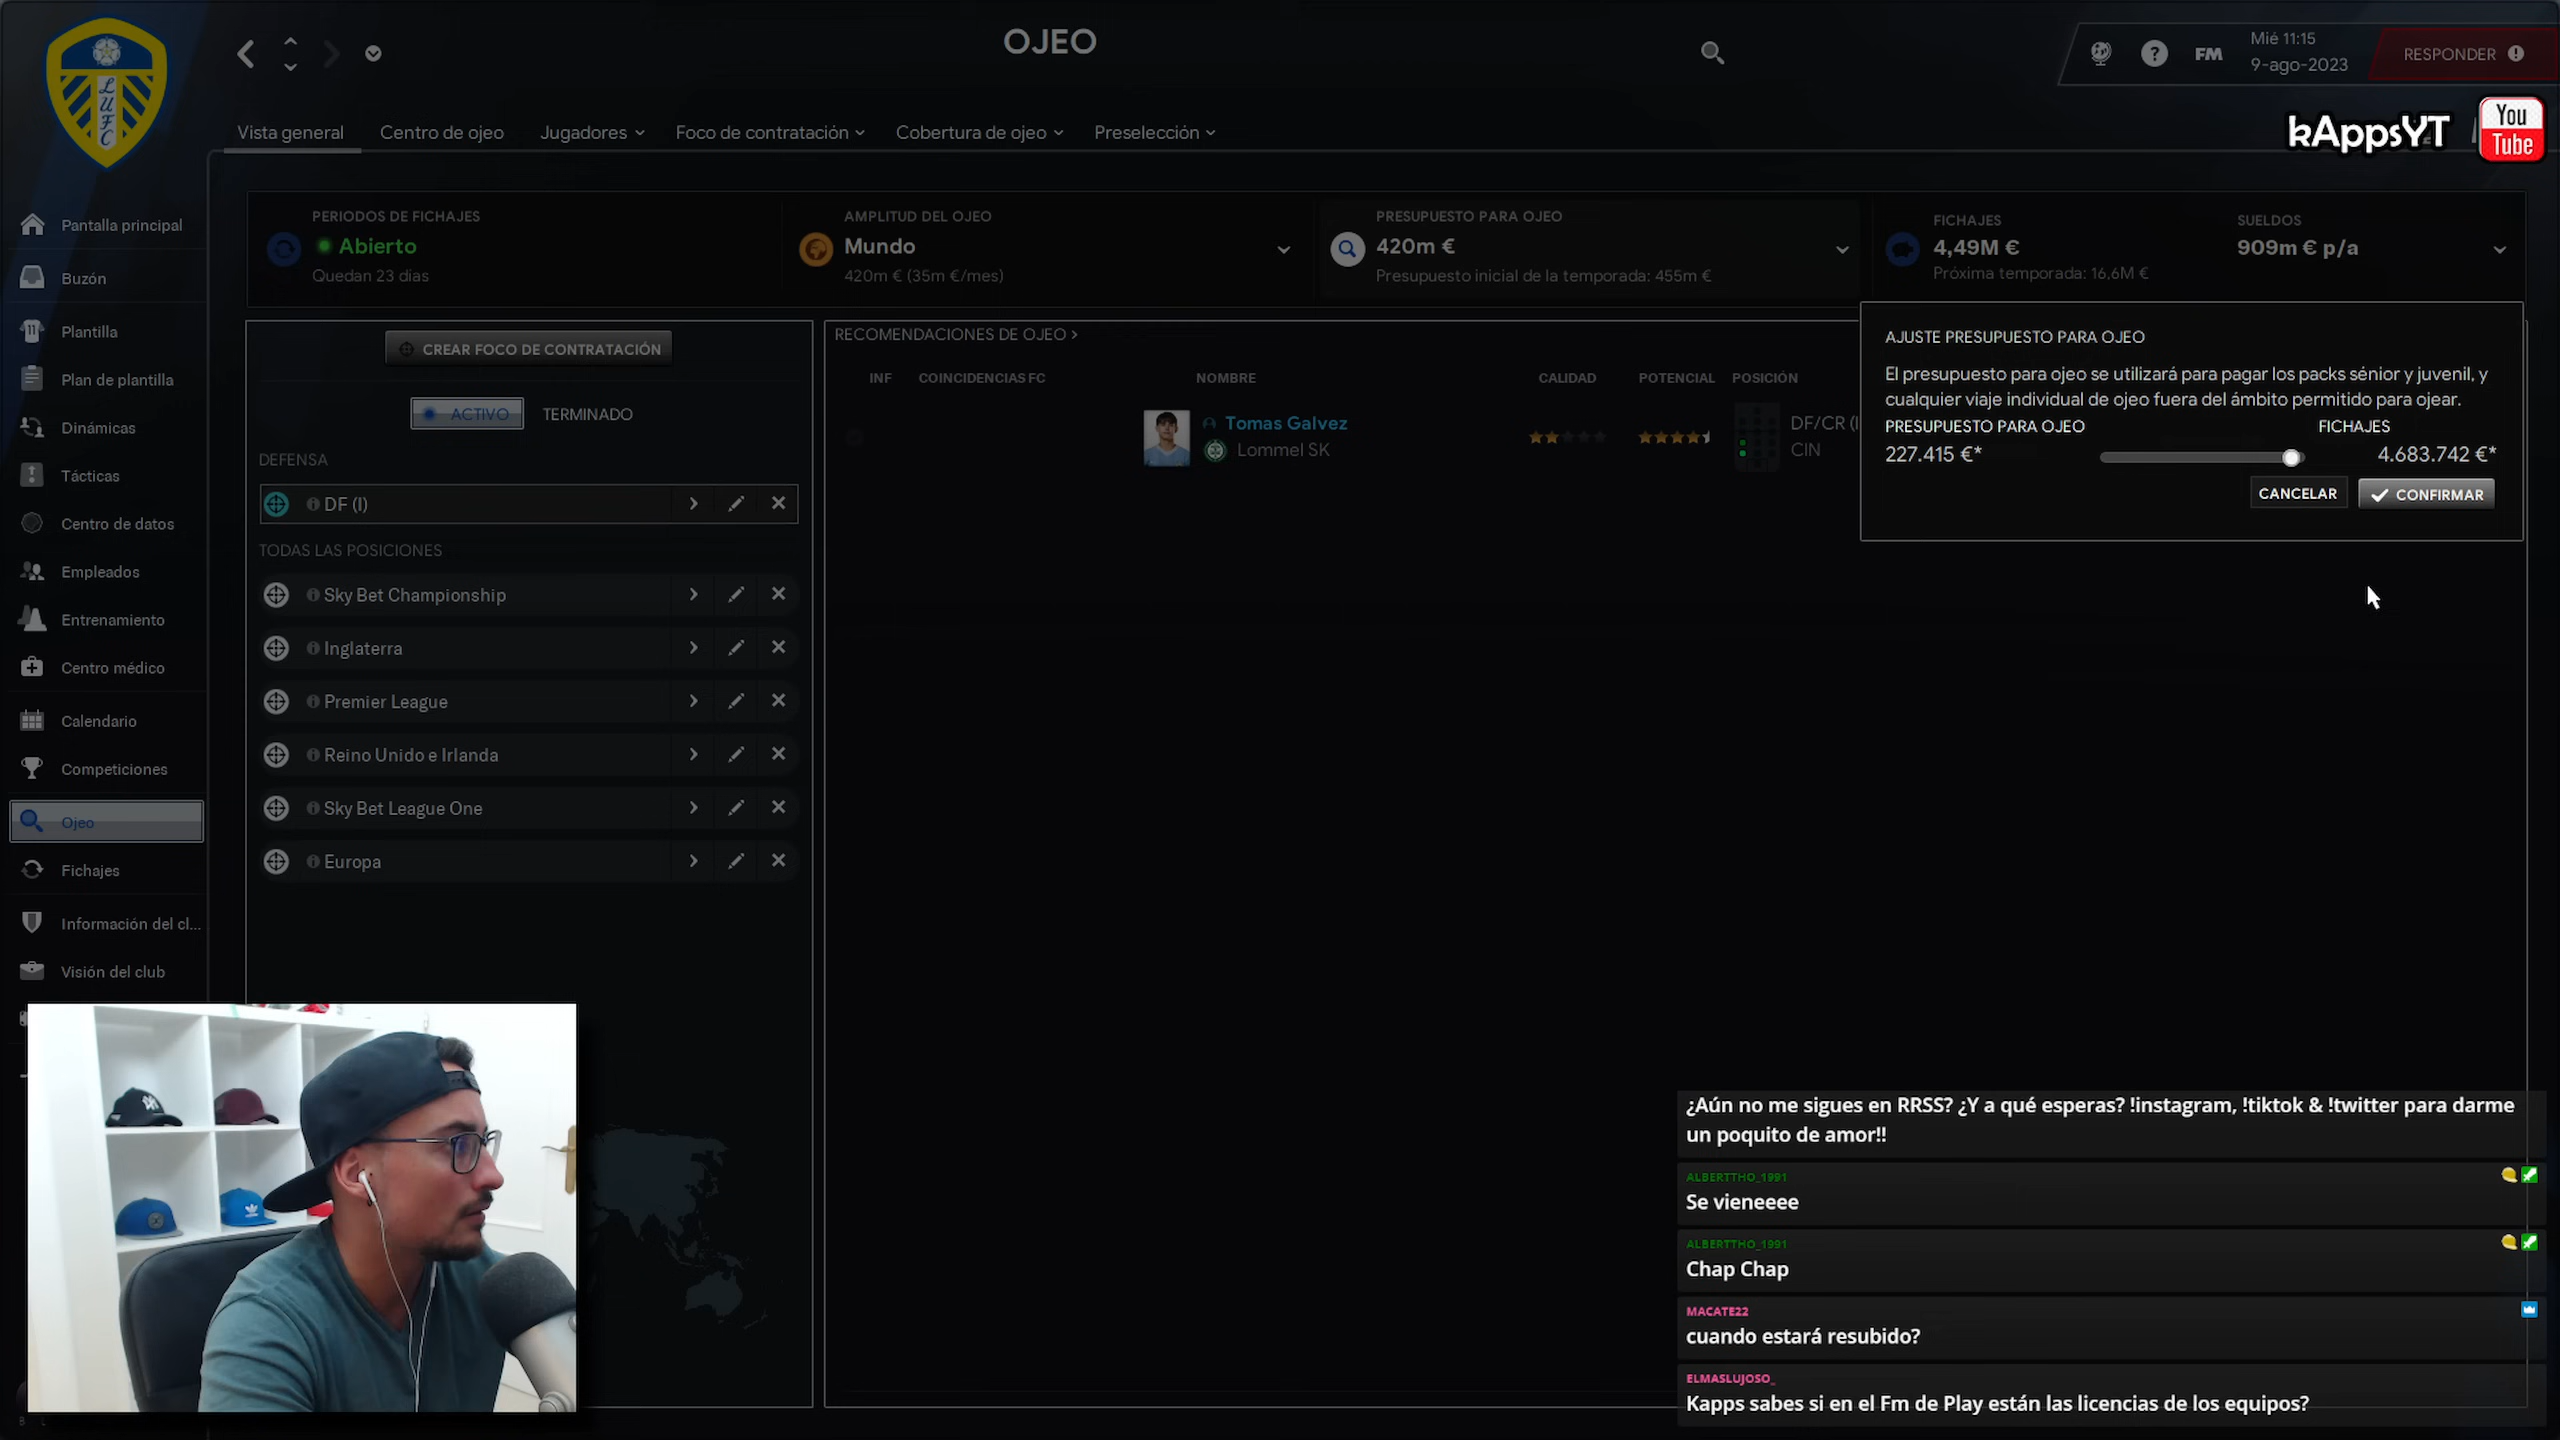 OJEO
FM
Mié 11:15
9-ago-2023
RESPONDER
LUFC
Vista general
Centro de ojeo
Jugadores
Foco de contratación
Cobertura de ojeo
Preselección
kAppsYT
You
Tube
Pantalla principal
Buzón
Plantilla
Plan de plantilla
Dinámicas
Tácticas
Centro de datos
Empleados
Entrenamiento
Centro médico
Calendario
Competiciones
Ojeo
Fichajes
Información del cl...
Visión del club
PERIODOS DE FICHAJES
Abierto
Quedan 23 días
AMPLITUD DEL OJEO
Mundo
420m € (35m €/mes)
PRESUPUESTO PARA OJEO
420m €
Presupuesto inicial de la temporada: 455m €
FICHAJES
4,49M €
Próxima temporada: 16,6M €
SUELDOS
909m € p/a
CREAR FOCO DE CONTRATACIÓN
ACTIVO
TERMINADO
DEFENSA
DF (I)
TODAS LAS POSICIONES
Sky Bet Championship
Inglaterra
Premier League
Reino Unido e Irlanda
Sky Bet League One
Europa
RECOMENDACIONES DE OJEO >
INF
COINCIDENCIAS FC
NOMBRE
CALIDAD
POTENCIAL
POSICIÓN
Tomas Galvez
Lommel SK
DF/CR (I
CIN
AJUSTE PRESUPUESTO PARA OJEO
El presupuesto para ojeo se utilizará para pagar los packs sénior y juvenil, y
cualquier viaje individual de ojeo fuera del ámbito permitido para ojear.
PRESUPUESTO PARA OJEO
FICHAJES
227.415 €*
4.683.742 €*
CANCELAR
CONFIRMAR
¿Aún no me sigues en RRSS? ¿Y a qué esperas? !instagram, !tiktok & !twitter para darme
un poquito de amor!!
ALBERTTHO_1991
Se vieneeee
ALBERTTHO_1991
Chap Chap
MACATE22
cuando estará resubido?
ELMASLUJOSO_
Kapps sabes si en el Fm de Play están las licencias de los equipos?